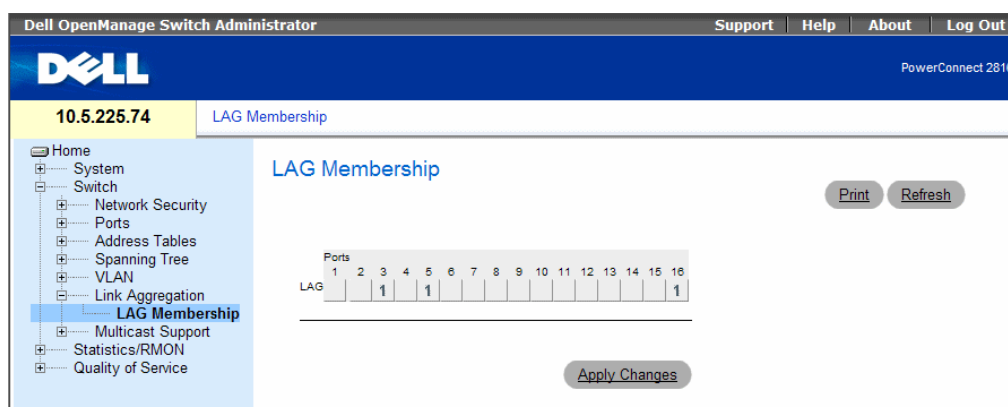 Dell OpenManage Switch Administrator Support Help About Log Out
DELL
PowerConnect 2816
10.5.225.74 LAG Membership
Home
System
Switch
Network Security
Ports
Address Tables
Spanning Tree
VLAN
Link Aggregation
LAG Membership
Multicast Support
Statistics/RMON
Quality of Service
LAG Membership
Print Refresh
Ports
1 2 3 4 5 6 7 8 9 10 11 12 13 14 15 16
LAG 1 1 1
Apply Changes